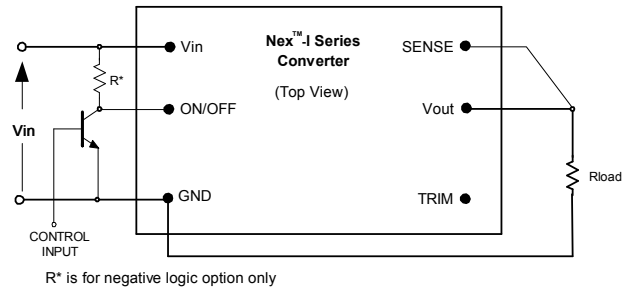 Nex™-I Series
Converter
(Top View)
Vin
R*
ON/OFF
Vin
GND
CONTROL
INPUT
SENSE
Vout
TRIM
Rload
R* is for negative logic option only